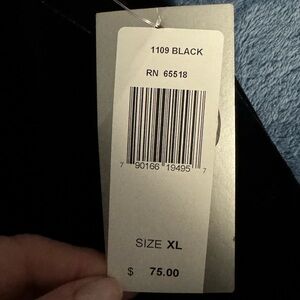 1109 BLACK
RN 65518
7 90166 19495 7
SIZE XL
$ 75.00